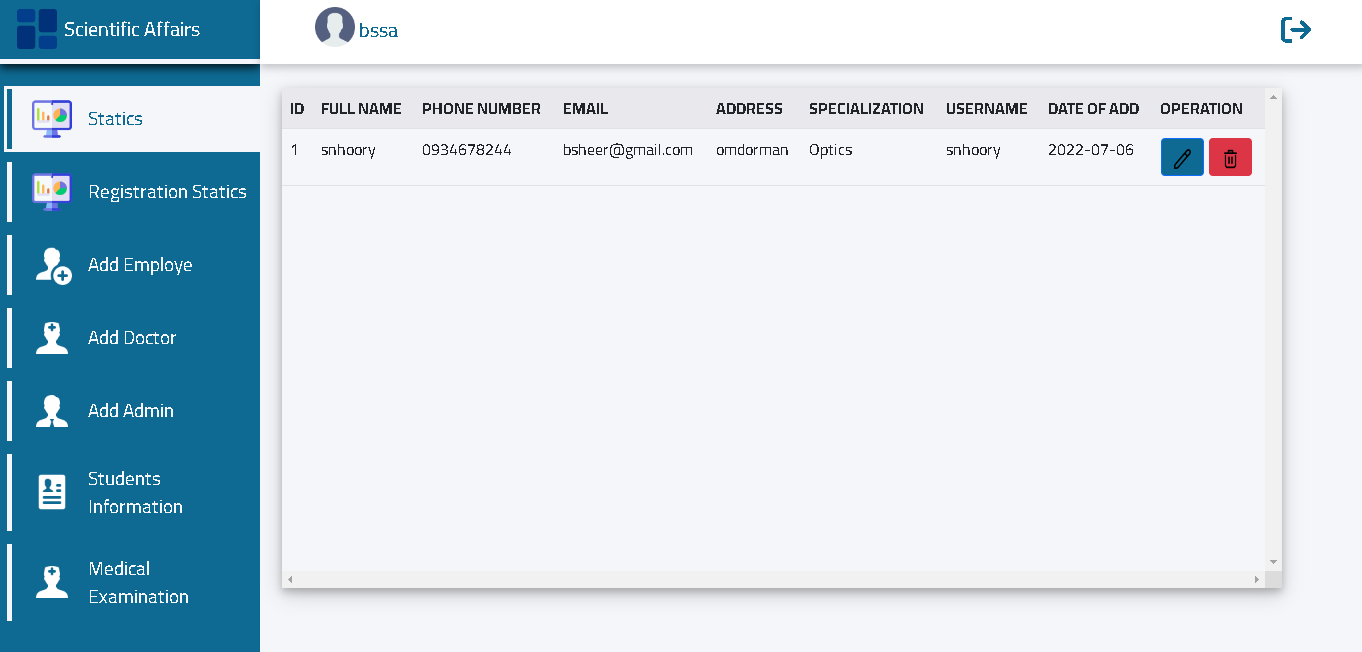 Scientific Affairs
bssa
Statics
Registration Statics
Add Employe
Add Doctor
Add Admin
Students
Information
Medical
Examination
ID FULL NAME PHONE NUMBER EMAIL ADDRESS SPECIALIZATION USERNAME DATE OF ADD OPERATION
1 snhoory 0934678244 bsheer@gmail.com omdorman Optics snhoory 2022-07-06